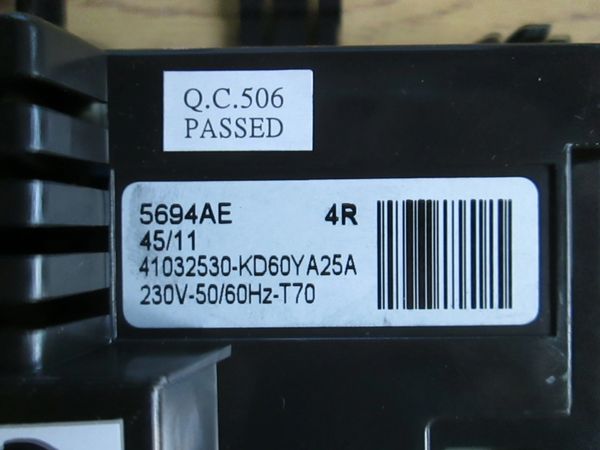 Q.C.506
PASSED
5694AE 4R
45/11
41032530-KD60YA25A
230V-50/60Hz-T70